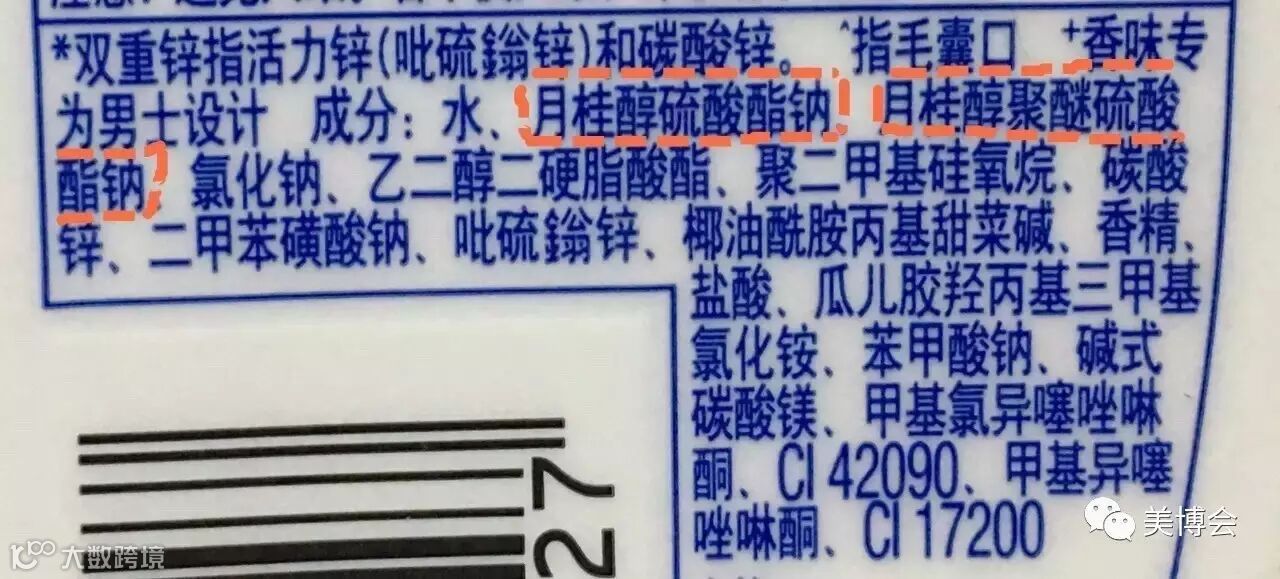 *双重锌指活力锌(吡硫鎓锌)和碳酸锌。 ^指毛囊口 +香味专
为男士设计 成分：水、月桂醇硫酸酯钠 月桂醇聚醚硫酸
酯钠、氯化钠、乙二醇二硬脂酸酯、聚二甲基硅氧烷、碳酸
锌、二甲苯磺酸钠、吡硫鎓锌、椰油酰胺丙基甜菜碱、香精、
盐酸、瓜儿胶羟丙基三甲基
氯化铵、苯甲酸钠、碱式
碳酸镁、甲基氯异噻唑啉
酮、CI 42090、甲基异噻
唑啉酮、CI 17200
27
美博会
大数跨境